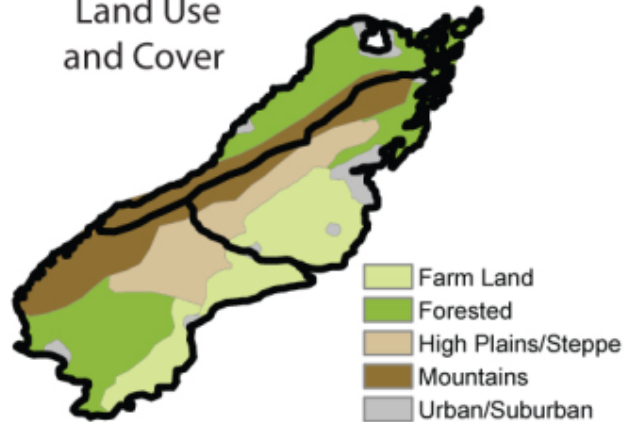 Land Use
and Cover
Farm Land
Forested
High Plains/Steppe
Mountains
Urban/Suburban